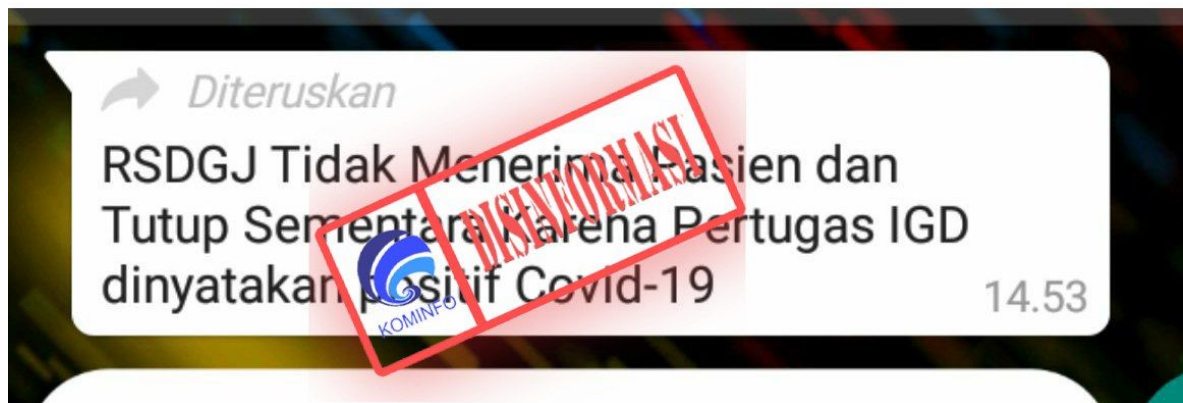 Diteruskan
RSDGJ Tidak Menerima Pasien dan
Tutup Sementara Karena Pertugas IGD
dinyatakan positif Covid-19
14.53
DISINFORMASI
KOMINFO